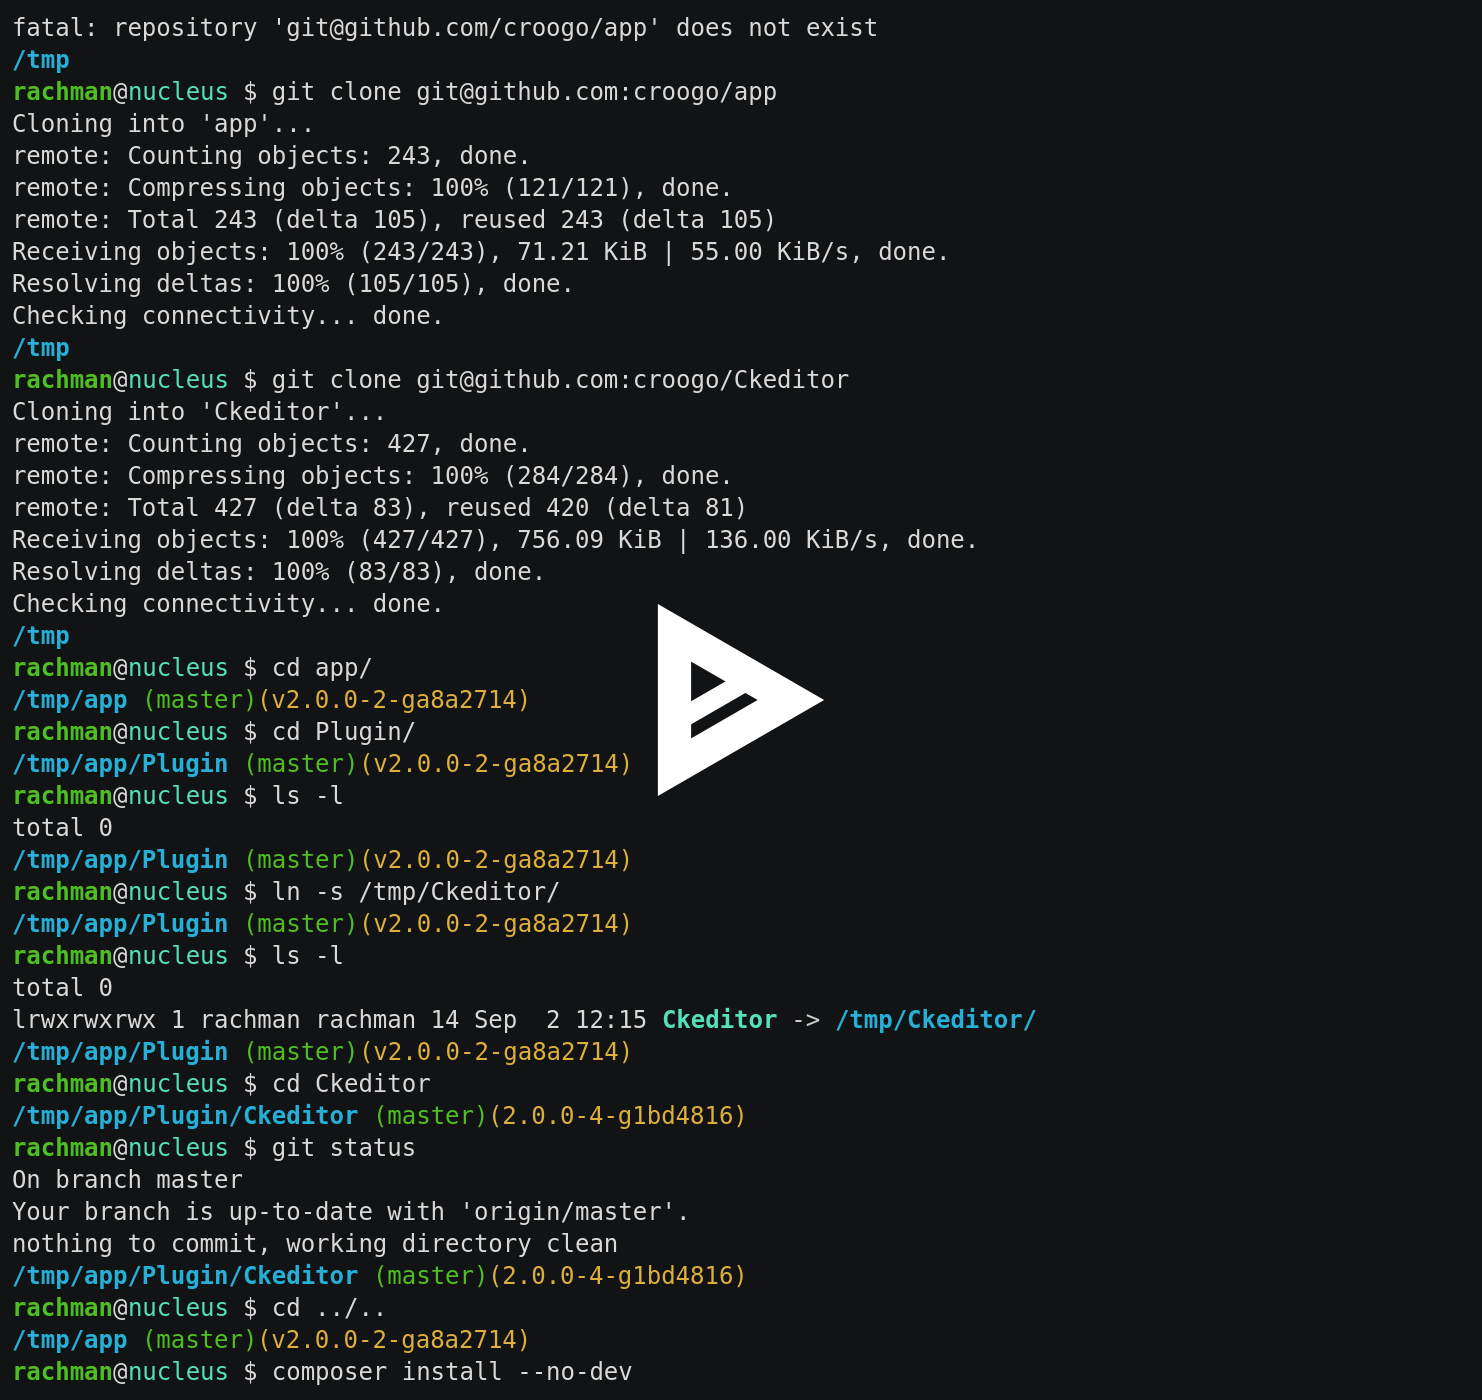 fatal: repository 'git@github.com/croogo/app' does not exist
/tmp
rachman@nucleus $ git clone git@github.com:croogo/app
Cloning into 'app'...
remote: Counting objects: 243, done.
remote: Compressing objects: 100% (121/121), done.
remote: Total 243 (delta 105), reused 243 (delta 105)
Receiving objects: 100% (243/243), 71.21 KiB | 55.00 KiB/s, done.
Resolving deltas: 100% (105/105), done.
Checking connectivity... done.
/tmp
rachman@nucleus $ git clone git@github.com:croogo/Ckeditor
Cloning into 'Ckeditor'...
remote: Counting objects: 427, done.
remote: Compressing objects: 100% (284/284), done.
remote: Total 427 (delta 83), reused 420 (delta 81)
Receiving objects: 100% (427/427), 756.09 KiB | 136.00 KiB/s, done.
Resolving deltas: 100% (83/83), done.
Checking connectivity... done.
/tmp
rachman@nucleus $ cd app/
/tmp/app (master)(v2.0.0-2-ga8a2714)
rachman@nucleus $ cd Plugin/
/tmp/app/Plugin (master)(v2.0.0-2-ga8a2714)
rachman@nucleus $ ls -l
total 0
/tmp/app/Plugin (master)(v2.0.0-2-ga8a2714)
rachman@nucleus $ ln -s /tmp/Ckeditor/
/tmp/app/Plugin (master)(v2.0.0-2-ga8a2714)
rachman@nucleus $ ls -l
total 0
lrwxrwxrwx 1 rachman rachman 14 Sep  2 12:15 Ckeditor -> /tmp/Ckeditor/
/tmp/app/Plugin (master)(v2.0.0-2-ga8a2714)
rachman@nucleus $ cd Ckeditor
/tmp/app/Plugin/Ckeditor (master)(2.0.0-4-g1bd4816)
rachman@nucleus $ git status
On branch master
Your branch is up-to-date with 'origin/master'.
nothing to commit, working directory clean
/tmp/app/Plugin/Ckeditor (master)(2.0.0-4-g1bd4816)
rachman@nucleus $ cd ../..
/tmp/app (master)(v2.0.0-2-ga8a2714)
rachman@nucleus $ composer install --no-dev